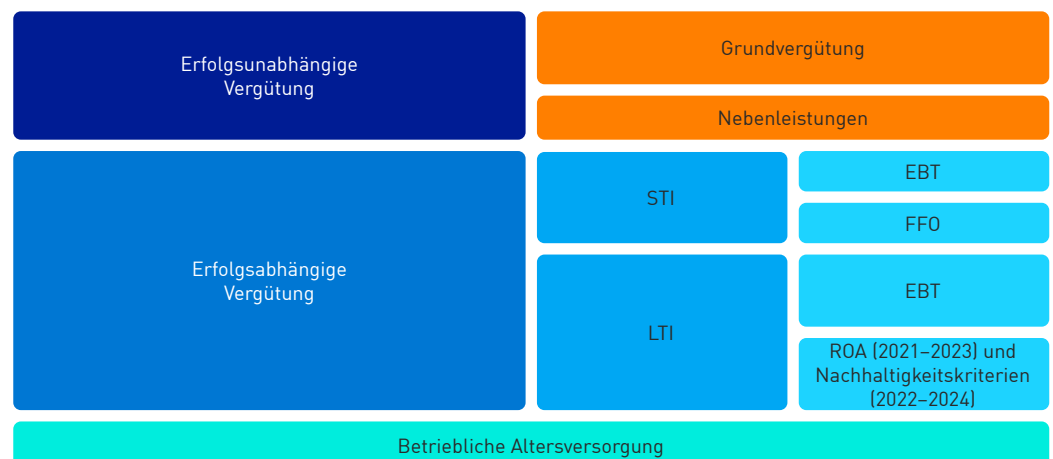 Erfolgsunabhängige
Vergütung
Grundvergütung
Nebenleistungen
Erfolgsabhängige
Vergütung
STI
EBT
FFO
LTI
EBT
ROA (2021–2023) und
Nachhaltigkeitskriterien
(2022–2024)
Betriebliche Altersversorgung